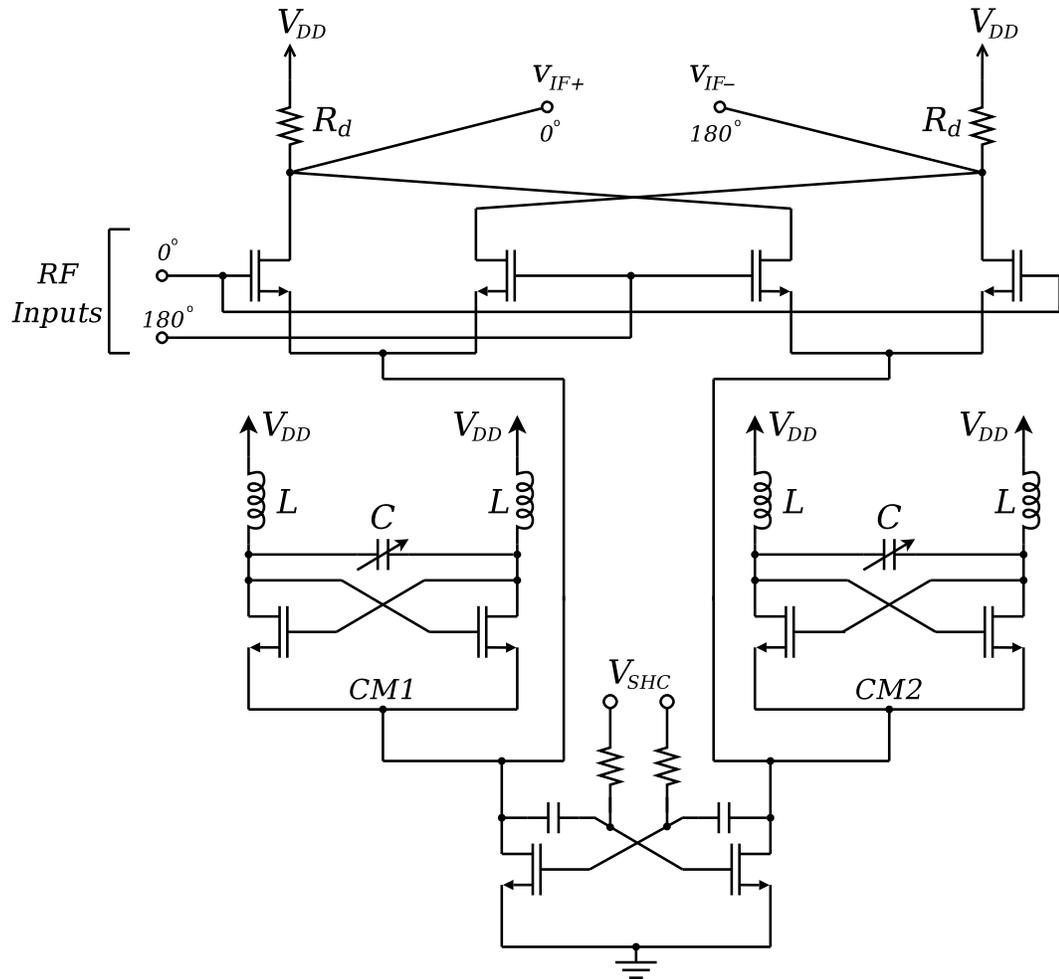 V_DD V_DD
v_IF+ v_IF–
R_d 0° 180° R_d
0°
RF
Inputs
180°
V_DD V_DD V_DD V_DD
L L L L
C C
V_SHC
CM1 CM2